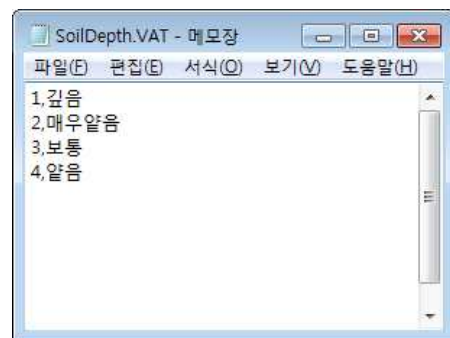 SoilDepth.VAT - 메모장
파일(F) 편집(E) 서식(O) 보기(V) 도움말(H)
1,깊음
2,매우얕음
3,보통
4,얕음